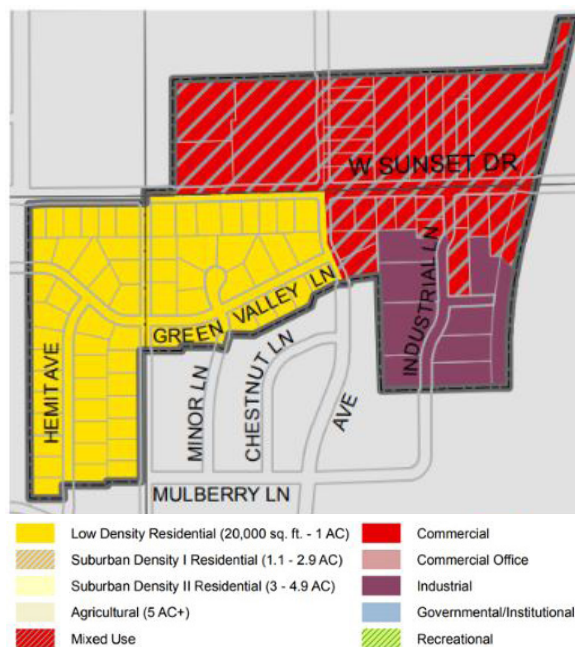 W SUNSET DR
GREEN VALLEY LN
INDUSTRIAL LN
HEMIT AVE
MINOR LN
CHESTNUT LN
AVE
MULBERRY LN
Low Density Residential (20,000 sq. ft. - 1 AC)
Suburban Density I Residential (1.1 - 2.9 AC)
Suburban Density II Residential (3 - 4.9 AC)
Agricultural (5 AC+)
Mixed Use
Commercial
Commercial Office
Industrial
Governmental/Institutional
Recreational